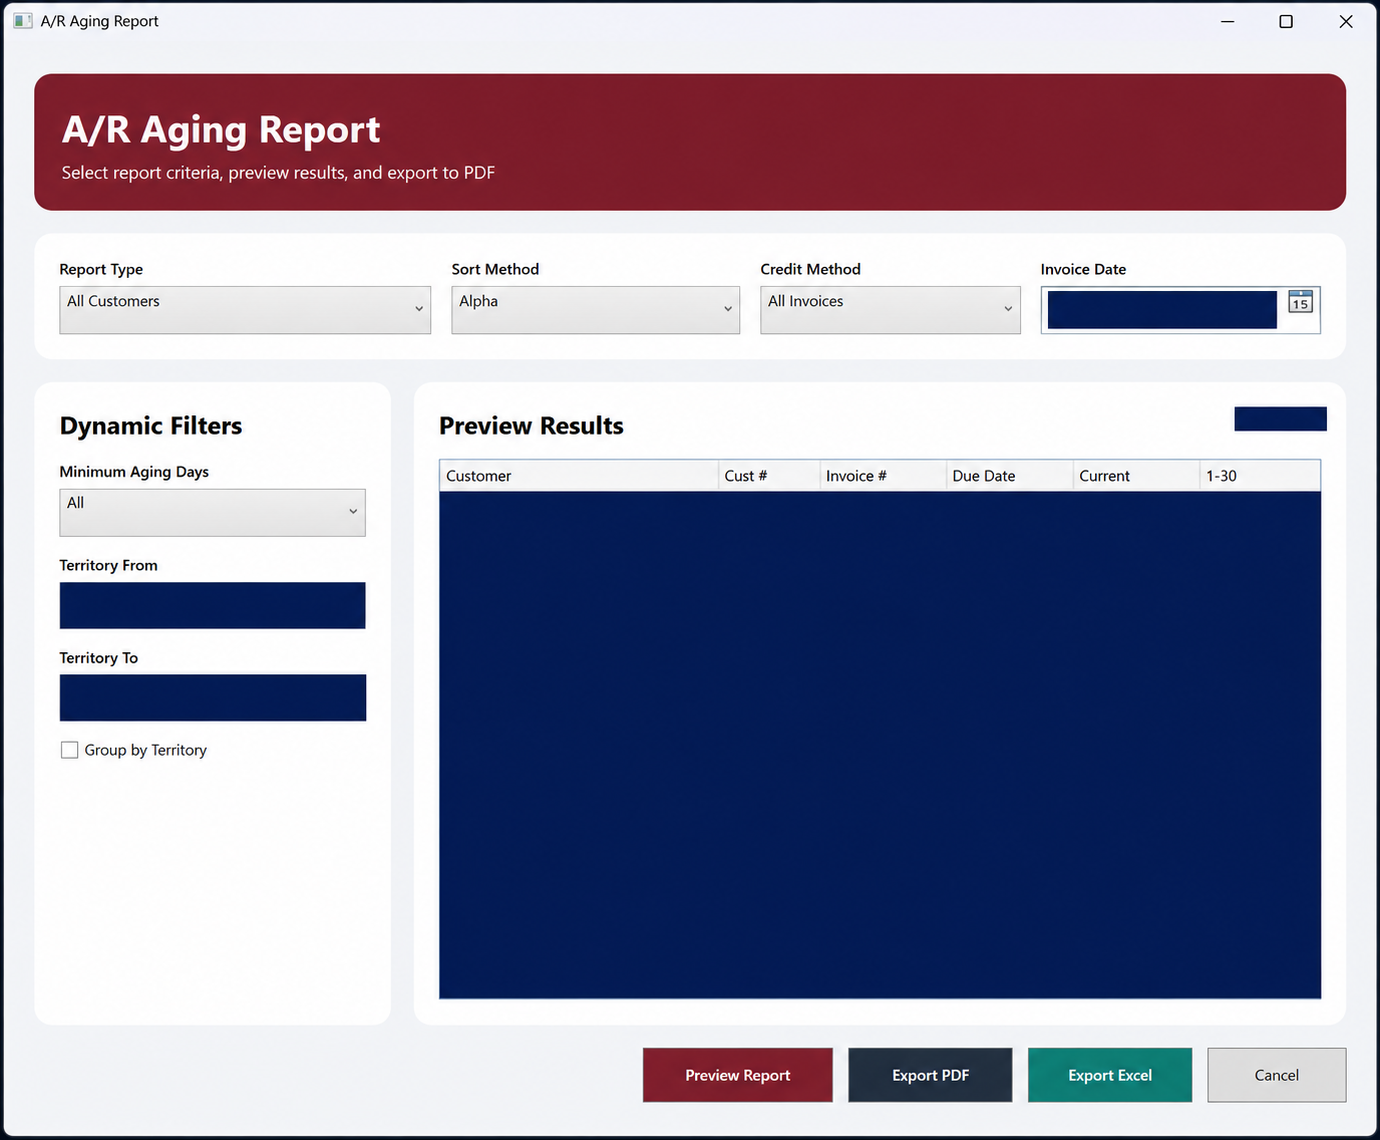 A/R Aging Report
A/R Aging Report
Select report criteria, preview results, and export to PDF
Report Type
Sort Method
Credit Method
Invoice Date
All Customers
Alpha
All Invoices
15
Dynamic Filters
Minimum Aging Days
All
Territory From
Territory To
Group by Territory
Preview Results
Customer
Cust #
Invoice #
Due Date
Current
1-30
Preview Report
Export PDF
Export Excel
Cancel